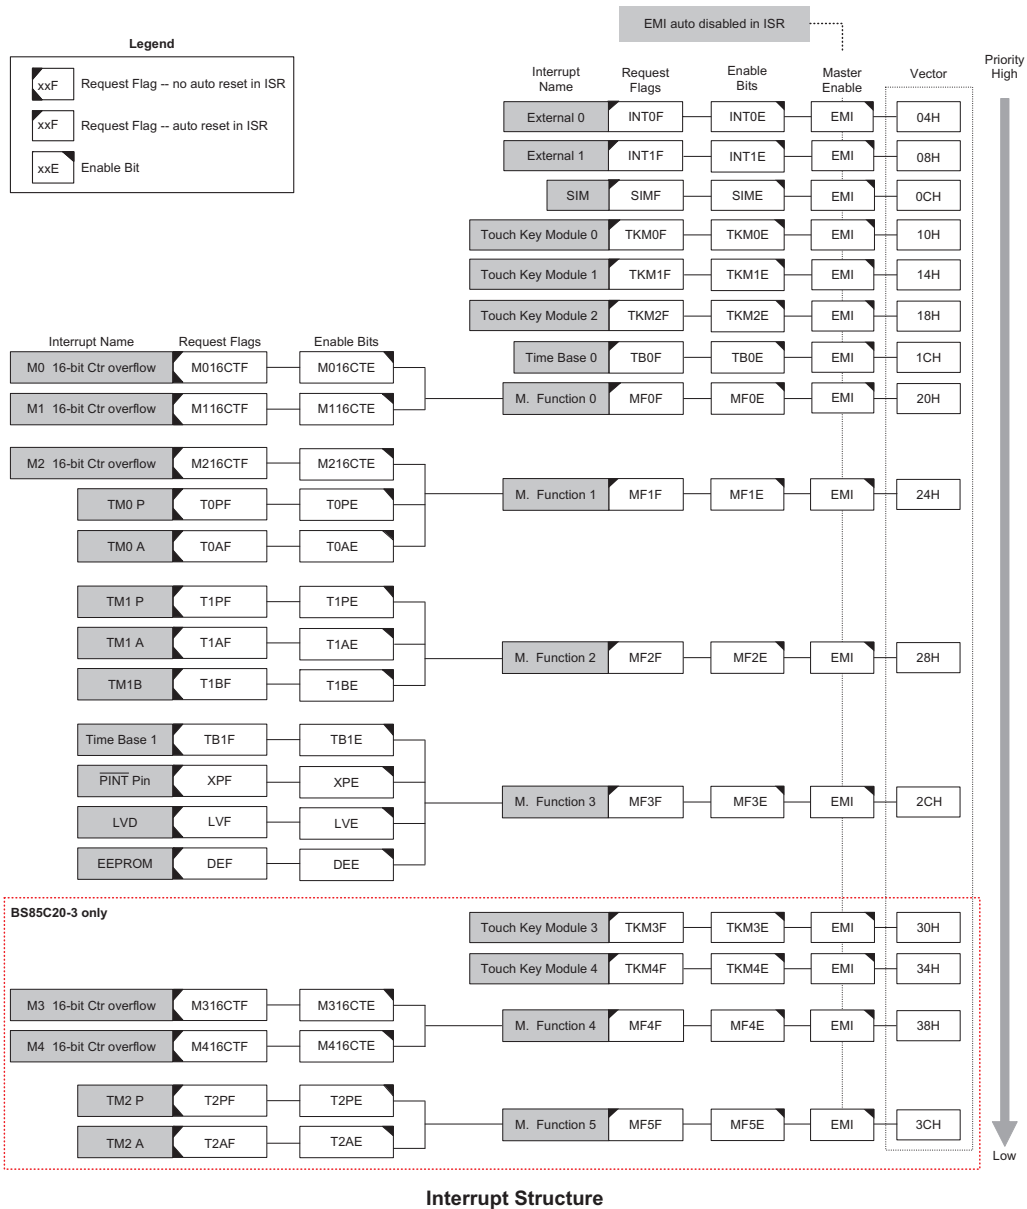 EMI auto disabled in ISR
Legend
xxF Request Flag -- no auto reset in ISR
xxF Request Flag -- auto reset in ISR
xxE Enable Bit
Interrupt Name Request Flags Enable Bits Master Enable Vector Priority High
External 0 INT0F INT0E EMI 04H
External 1 INT1F INT1E EMI 08H
SIM SIMF SIME EMI 0CH
Touch Key Module 0 TKM0F TKM0E EMI 10H
Touch Key Module 1 TKM1F TKM1E EMI 14H
Touch Key Module 2 TKM2F TKM2E EMI 18H
Interrupt Name Request Flags Enable Bits
Time Base 0 TB0F TB0E EMI 1CH
M0 16-bit Ctr overflow M016CTF M016CTE
M. Function 0 MF0F MF0E EMI 20H
M1 16-bit Ctr overflow M116CTF M116CTE
M2 16-bit Ctr overflow M216CTF M216CTE
M. Function 1 MF1F MF1E EMI 24H
TM0 P T0PF T0PE
TM0 A T0AF T0AE
TM1 P T1PF T1PE
TM1 A T1AF T1AE
M. Function 2 MF2F MF2E EMI 28H
TM1B T1BF T1BE
Time Base 1 TB1F TB1E
PINT Pin XPF XPE
M. Function 3 MF3F MF3E EMI 2CH
LVD LVF LVE
EEPROM DEF DEE
BS85C20-3 only
Touch Key Module 3 TKM3F TKM3E EMI 30H
Touch Key Module 4 TKM4F TKM4E EMI 34H
M3 16-bit Ctr overflow M316CTF M316CTE
M. Function 4 MF4F MF4E EMI 38H
M4 16-bit Ctr overflow M416CTF M416CTE
TM2 P T2PF T2PE
M. Function 5 MF5F MF5E EMI 3CH
TM2 A T2AF T2AE
Low
Interrupt Structure